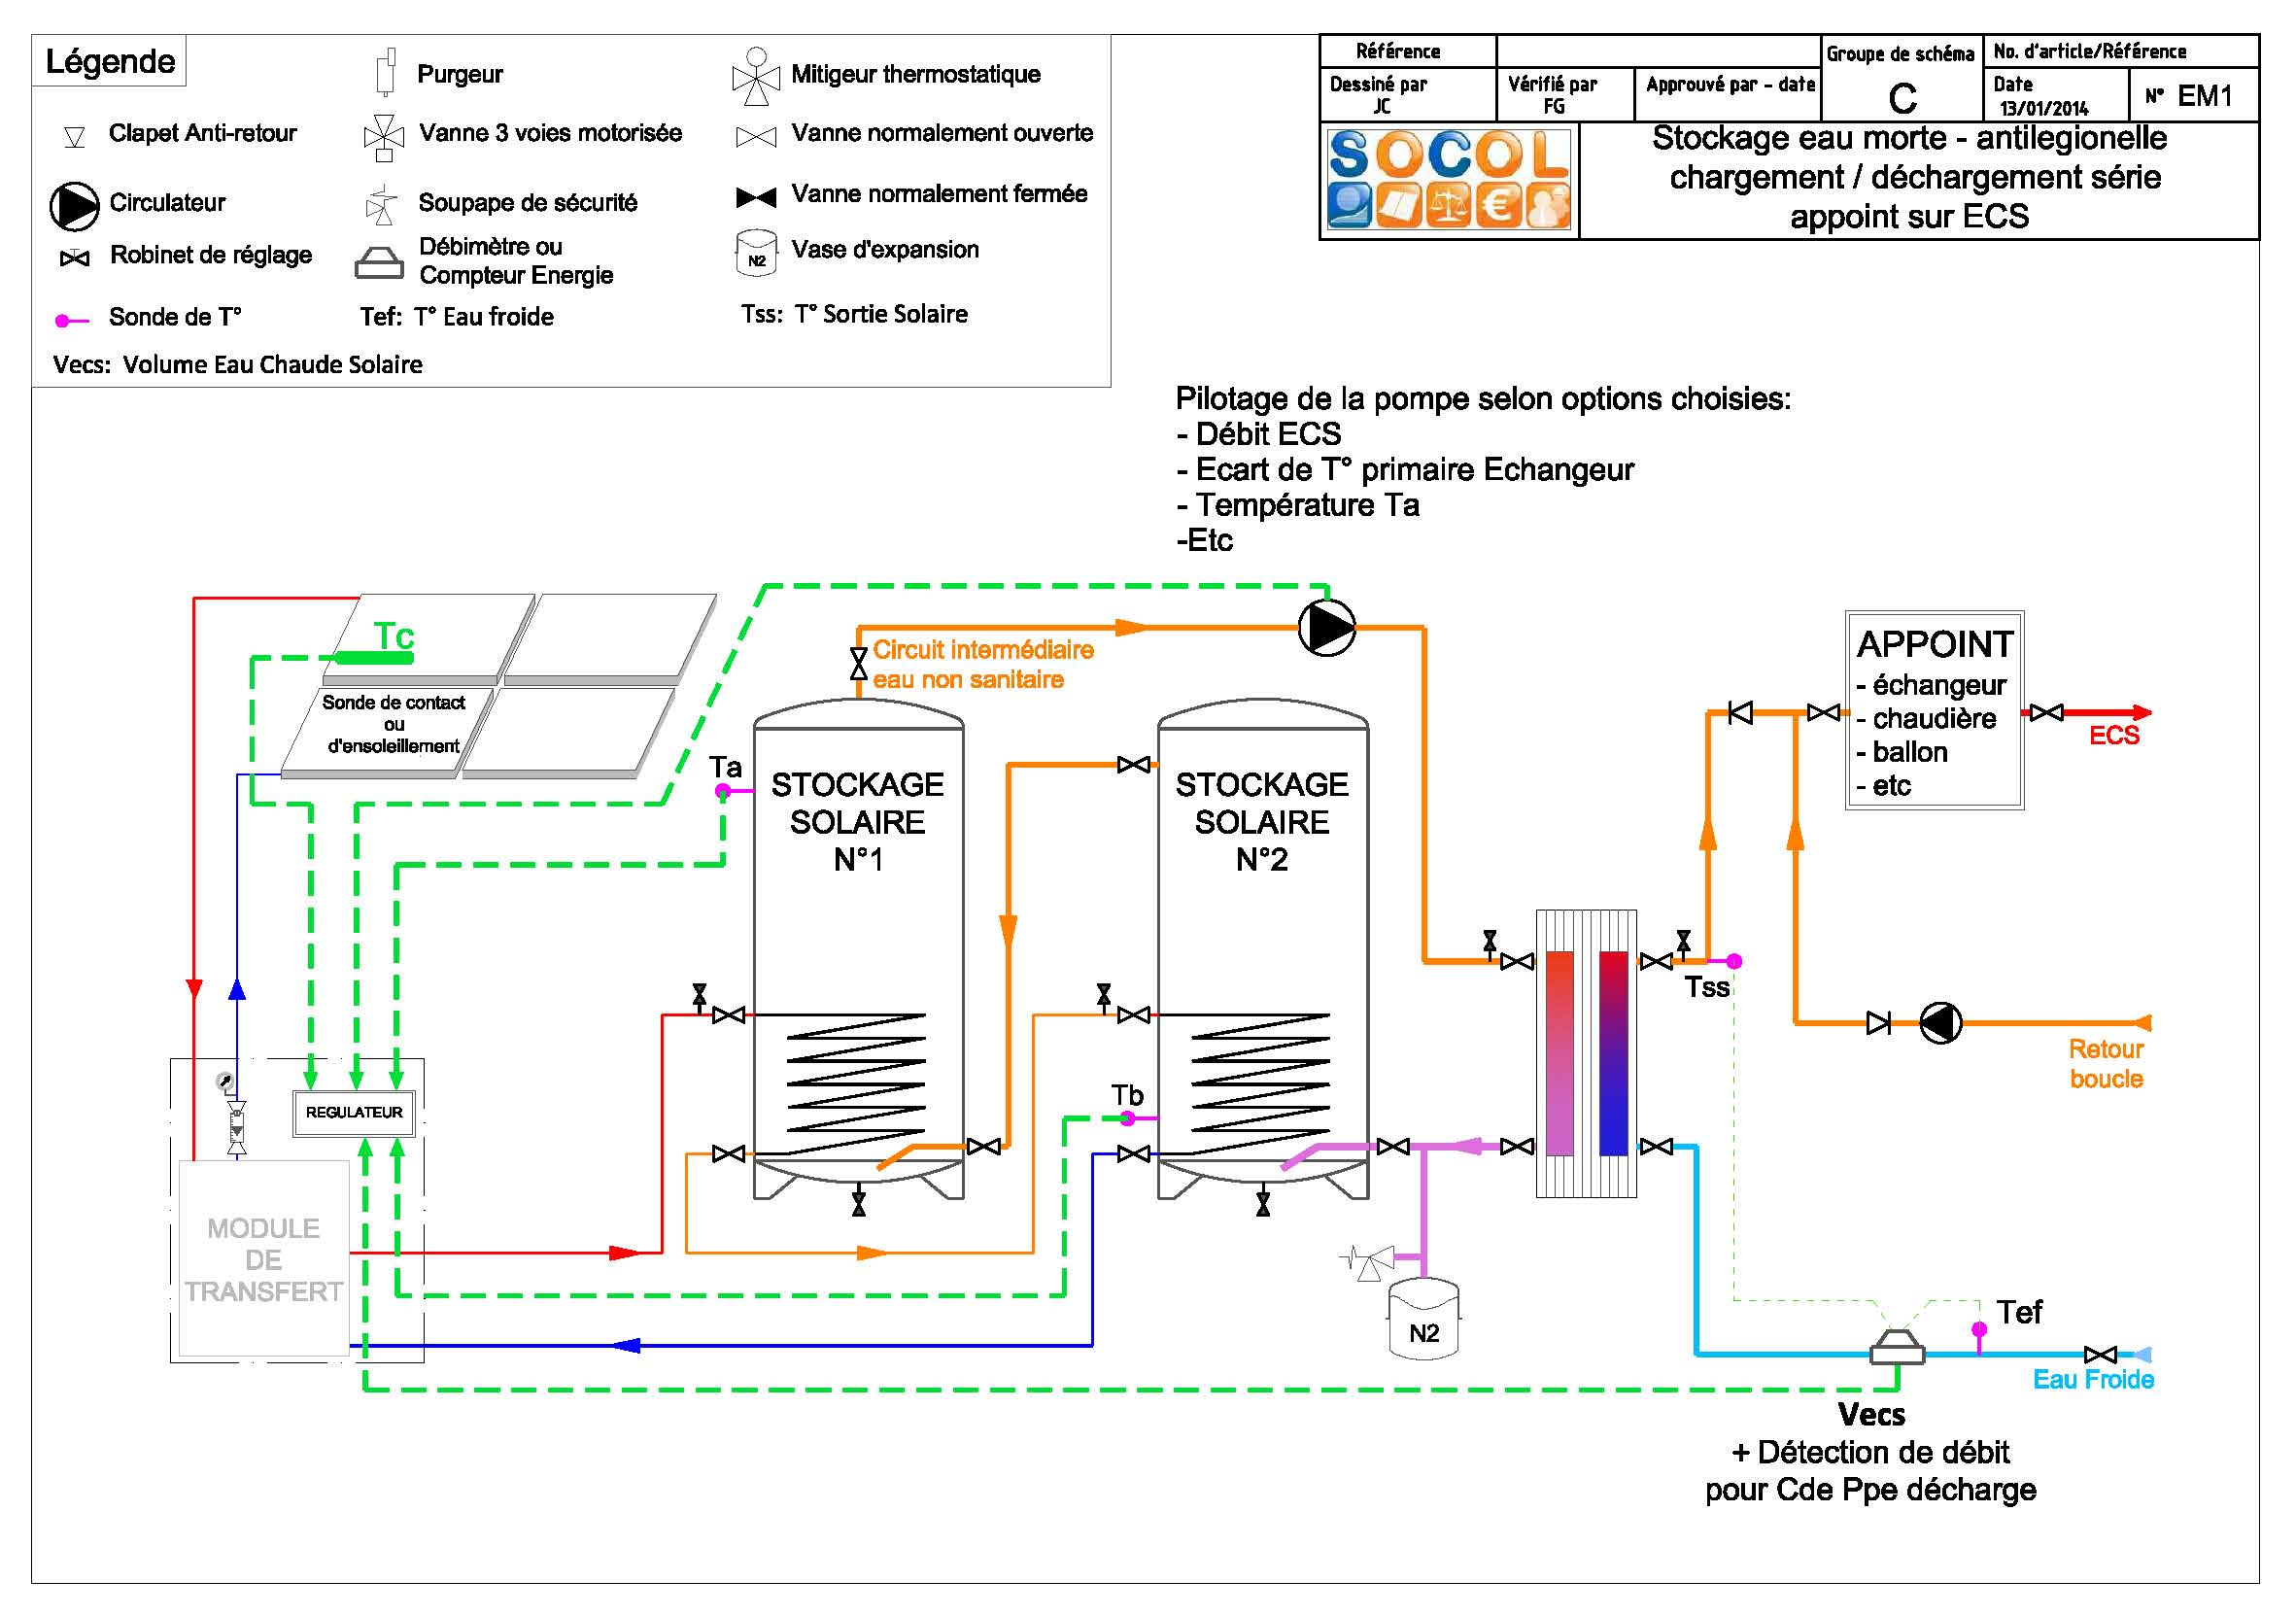 Légende
Purgeur
Mitigeur thermostatique
Clapet Anti-retour
Vanne 3 voies motorisée
Vanne normalement ouverte
Circulateur
Soupape de sécurité
Vanne normalement fermée
Robinet de réglage
Débimètre ou
Compteur Energie
N2
Vase d'expansion
Sonde de T°
Tef: T° Eau froide
Tss: T° Sortie Solaire
Vecs: Volume Eau Chaude Solaire
Référence
Groupe de schéma
No. d'article/Référence
Dessiné par
JC
Vérifié par
FG
Approuvé par - date
C
Date
13/01/2014
N° EM1
SOCOL
€
Stockage eau morte - antilegionelle
chargement / déchargement série
appoint sur ECS
Pilotage de la pompe selon options choisies:
- Débit ECS
- Ecart de T° primaire Echangeur
- Température Ta
-Etc
Tc
Sonde de contact
ou
d'ensoleillement
Circuit intermédiaire
eau non sanitaire
APPOINT
- échangeur
- chaudière
- ballon
- etc
ECS
Ta
STOCKAGE
SOLAIRE
N°1
STOCKAGE
SOLAIRE
N°2
Tss
Retour
boucle
Tb
REGULATEUR
MODULE
DE
TRANSFERT
N2
Tef
Eau Froide
Vecs
+ Détection de débit
pour Cde Ppe décharge